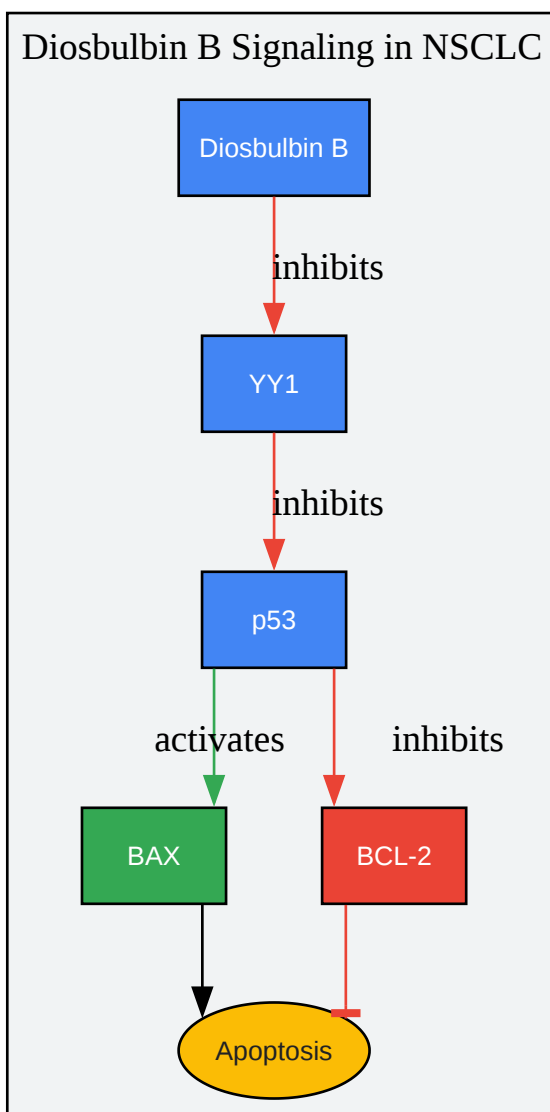 Diosbulbin B Signaling in NSCLC
Diosbulbin B
inhibits
YY1
inhibits
p53
activates
inhibits
BAX
BCL-2
Apoptosis